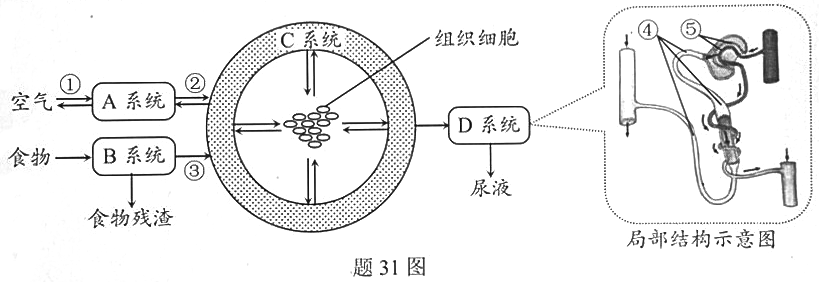 C 系统
组织细胞
④
⑤
①
②
空气
A 系统
食物
B 系统
③
食物残渣
D 系统
尿液
局部结构示意图
题 31 图